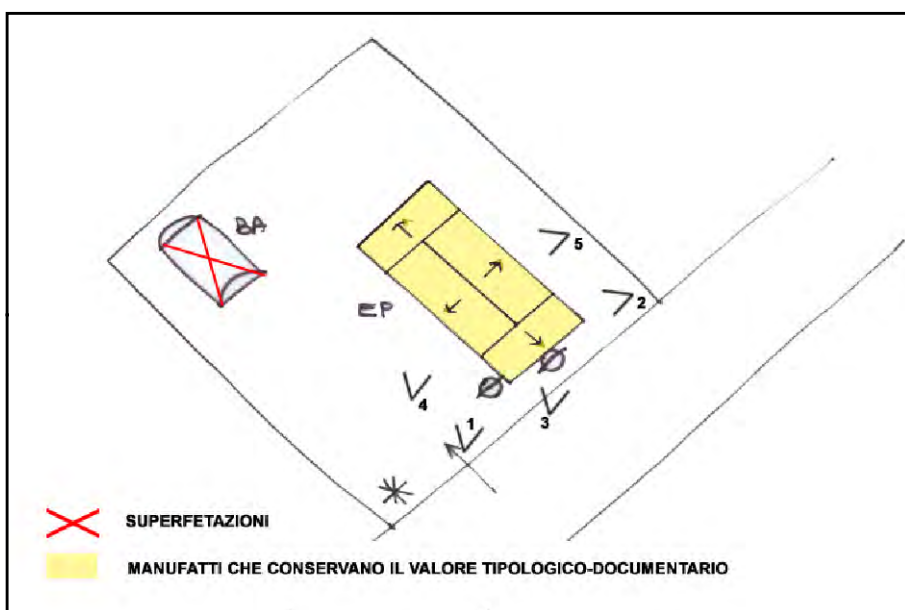 BA
5
2
EP
4
1
3
SUPERFETAZIONI
MANUFATTI CHE CONSERVANO IL VALORE TIPOLOGICO-DOCUMENTARIO